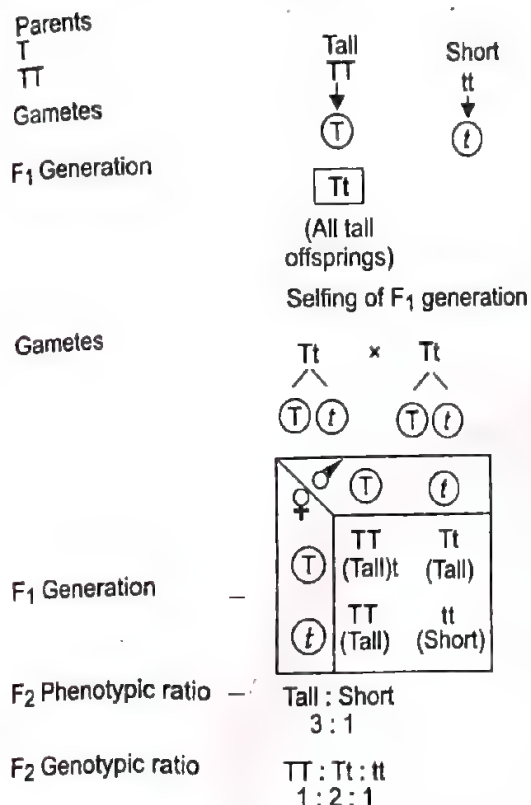 Parents
T
TT
Tall
TT
Short
tt
Gametes
T
t
F₁ Generation
Tt
(All tall
offsprings)
Selfing of F₁ generation
Gametes
Tt × Tt
T t T t
♀ ♂ T t
T TT Tt
(Tall)t (Tall)
F₁ Generation –
t TT tt
(Tall) (Short)
F₂ Phenotypic ratio – Tall : Short
3 : 1
F₂ Genotypic ratio TT : Tt : tt
1 : 2 : 1